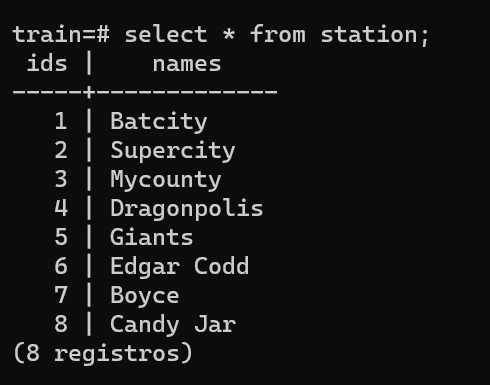 train=# select * from station;
 ids |    names
-----+-------------
   1 | Batcity
   2 | Supercity
   3 | Mycounty
   4 | Dragonpolis
   5 | Giants
   6 | Edgar Codd
   7 | Boyce
   8 | Candy Jar
(8 registros)